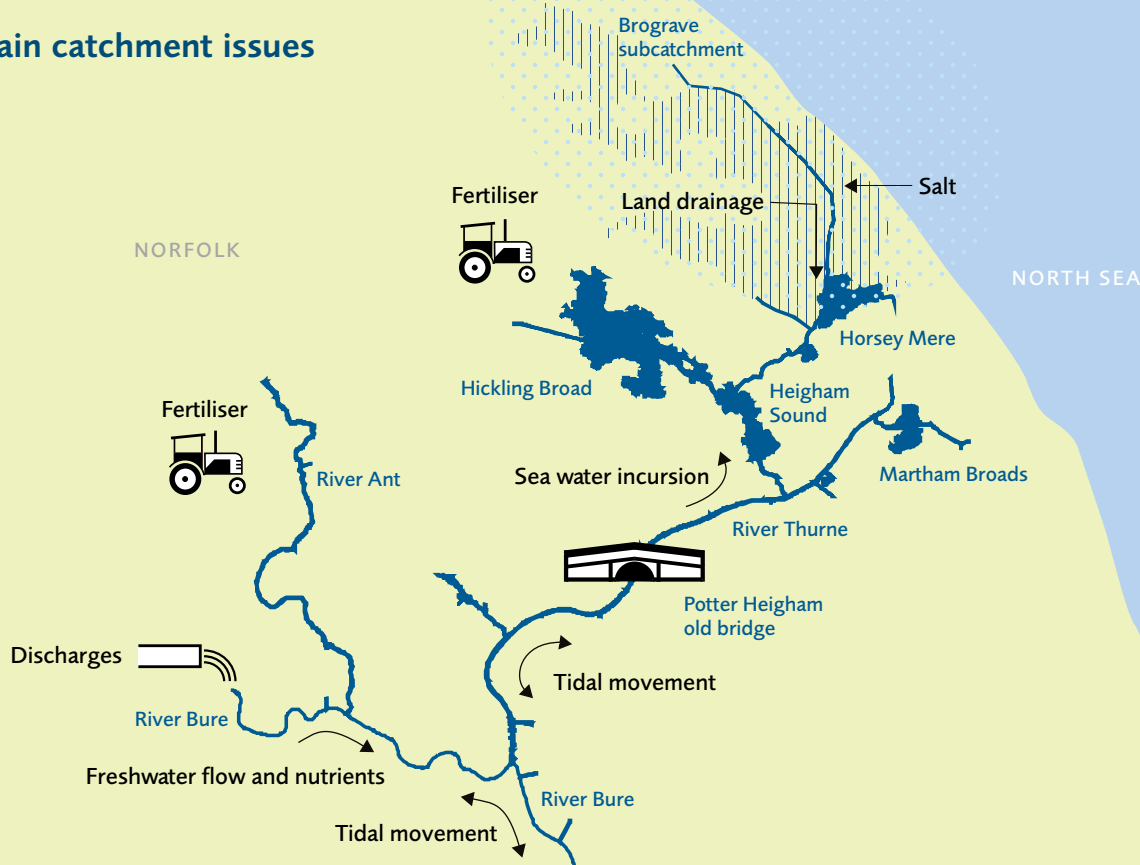 ain catchment issues
Brograve
subcatchment
Salt
Fertiliser
Land drainage
NORFOLK
NORTH SEA
Horsey Mere
Hickling Broad
Heigham
Sound
Fertiliser
River Ant
Sea water incursion
Martham Broads
River Thurne
Potter Heigham
old bridge
Discharges
Tidal movement
River Bure
Freshwater flow and nutrients
River Bure
Tidal movement